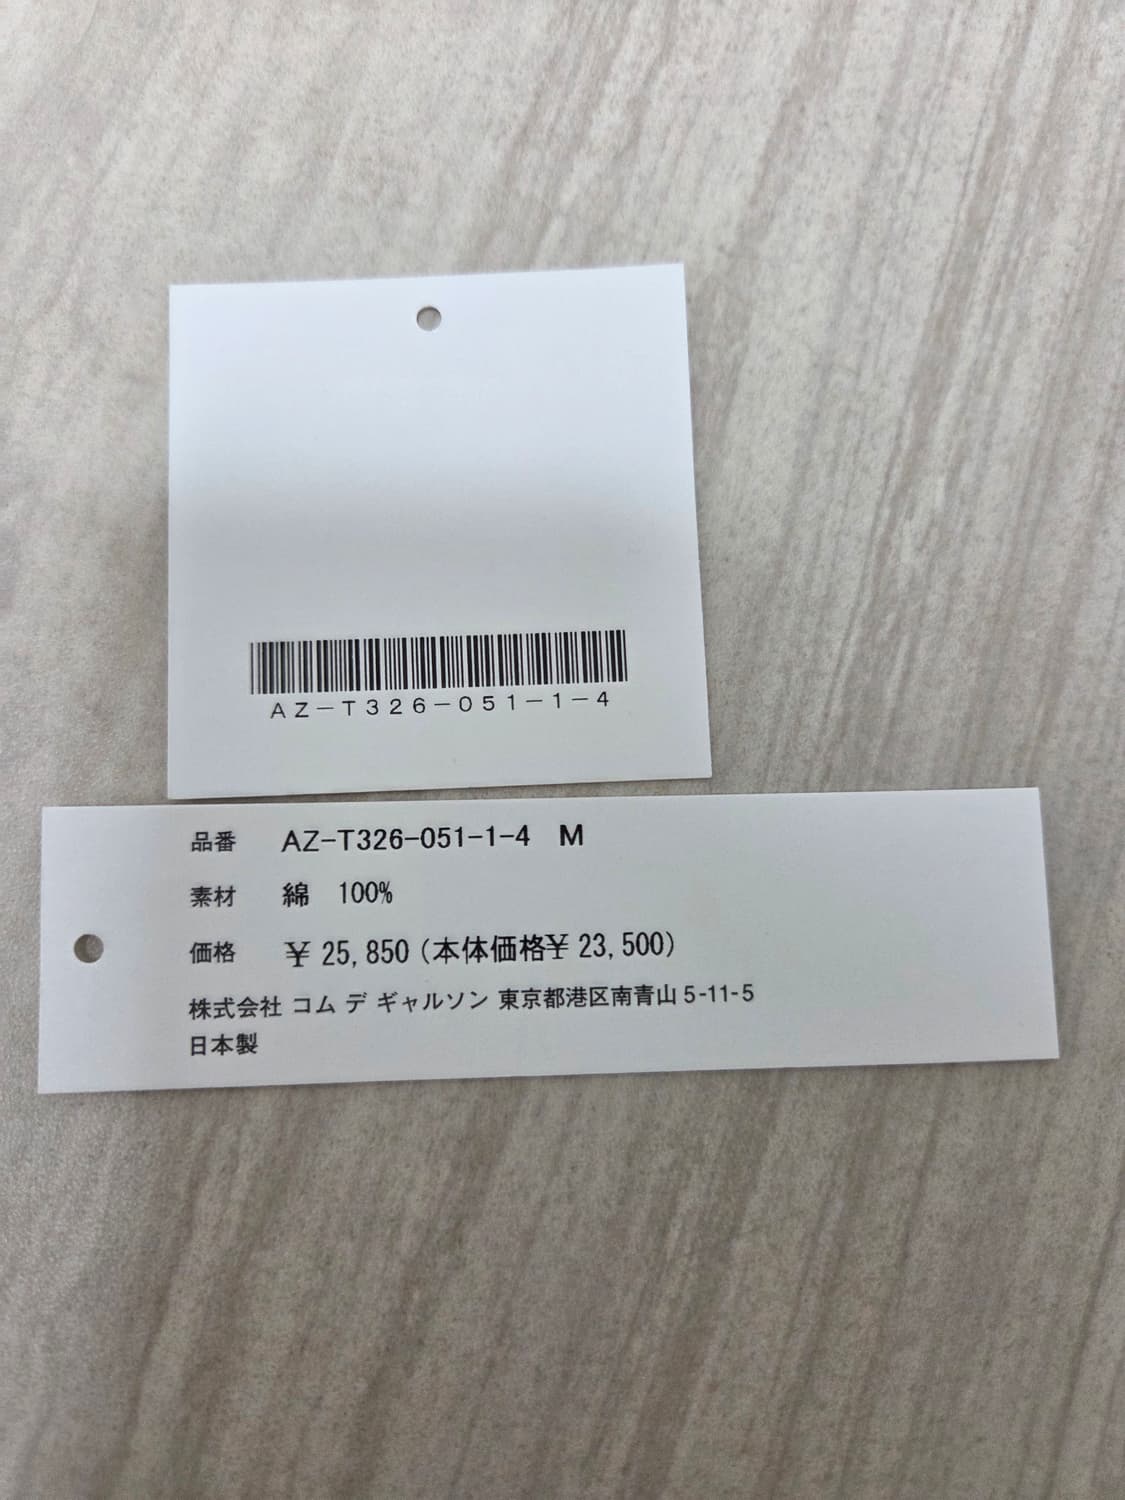 AZ-T326-051-1-4
品番 AZ-T326-051-1-4 M
素材 綿 100%
価格 ¥ 25,850 (本体価格¥ 23,500)
株式会社 コム デ ギャルソン 東京都港区南青山 5-11-5
日本製